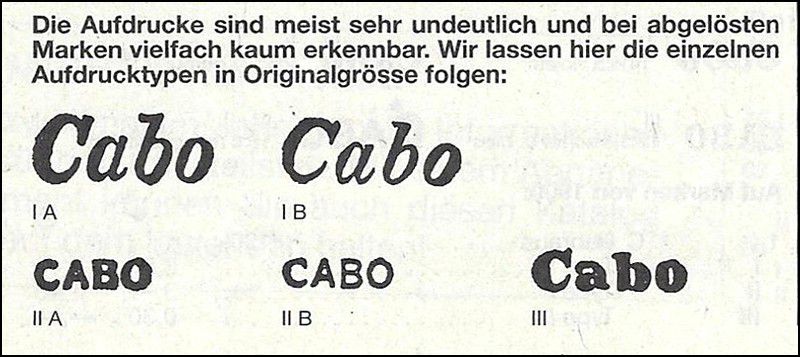 Die Aufdrucke sind meist sehr undeutlich und bei abgelösten
Marken vielfach kaum erkennbar. Wir lassen hier die einzelnen
Aufdrucktypen in Originalgrösse folgen:
Cabo Cabo
I A I B
CABO CABO Cabo
II A II B III